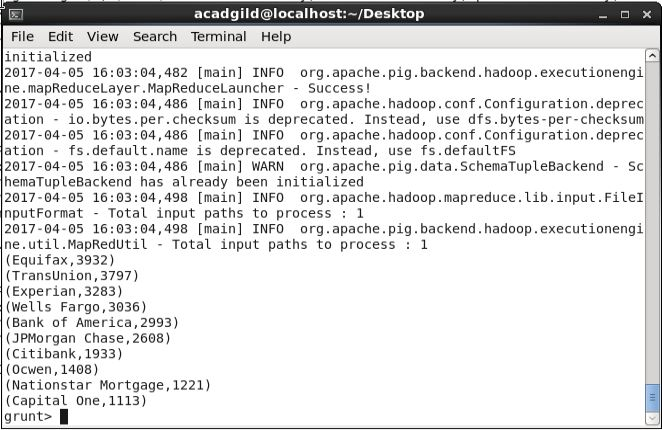 acadgild@localhost:~/Desktop
File Edit View Search Terminal Help
initialized
2017-04-05 16:03:04,482 [main] INFO  org.apache.pig.backend.hadoop.executionengi
ne.mapReduceLayer.MapReduceLauncher - Success!
2017-04-05 16:03:04,486 [main] INFO  org.apache.hadoop.conf.Configuration.deprec
ation - io.bytes.per.checksum is deprecated. Instead, use dfs.bytes-per-checksum
2017-04-05 16:03:04,486 [main] INFO  org.apache.hadoop.conf.Configuration.deprec
ation - fs.default.name is deprecated. Instead, use fs.defaultFS
2017-04-05 16:03:04,486 [main] WARN  org.apache.pig.data.SchemaTupleBackend - Sc
hemaTupleBackend has already been initialized
2017-04-05 16:03:04,498 [main] INFO  org.apache.hadoop.mapreduce.lib.input.FileI
nputFormat - Total input paths to process : 1
2017-04-05 16:03:04,498 [main] INFO  org.apache.pig.backend.hadoop.executionengi
ne.util.MapRedUtil - Total input paths to process : 1
(Equifax,3932)
(TransUnion,3797)
(Experian,3283)
(Wells Fargo,3036)
(Bank of America,2993)
(JPMorgan Chase,2608)
(Citibank,1933)
(Ocwen,1408)
(Nationstar Mortgage,1221)
(Capital One,1113)
grunt>